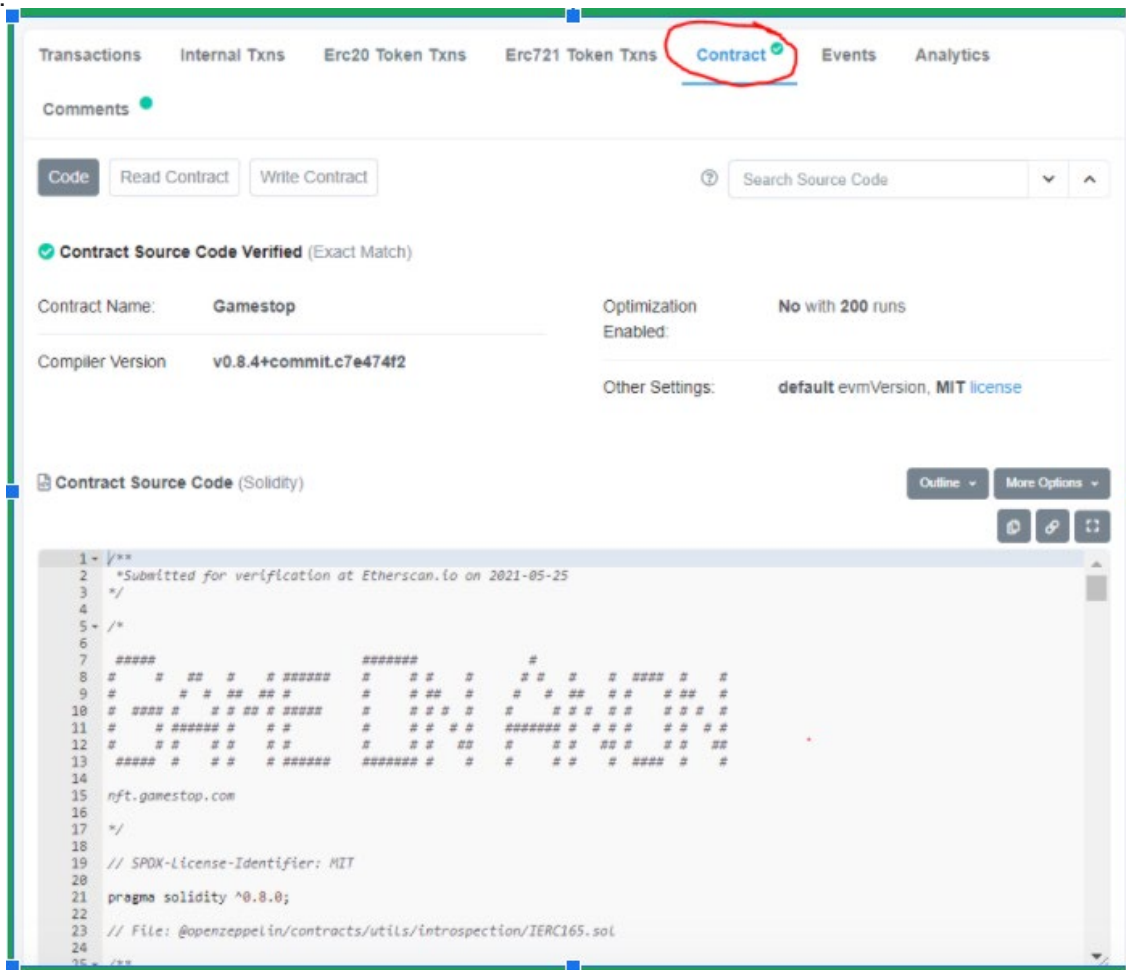 .
Transactions Internal Txns Erc20 Token Txns Erc721 Token Txns Contract Events Analytics
Comments
Code Read Contract Write Contract Search Source Code
Contract Source Code Verified (Exact Match)
Contract Name: Gamestop Optimization Enabled: No with 200 runs
Compiler Version v0.8.4+commit.c7e474f2
Other Settings: default evmVersion, MIT license
Contract Source Code (Solidity) Outline More Options
1 /**
2 *Submitted for verification at Etherscan.io on 2021-05-25
3 */
4
5 /*
6
7 ##### ####### #
8 # # ## # # ###### # # # # # # # # #### # #
9 # # # ## ## # # # ## # # # ## # # # ## #
10 # #### # # # ## # ##### # # # # # # # # # # # # # # #
11 # # ###### # # # # # # # # ####### # # # # # # # # #
12 # # # # # # # # # # ## # # # ## # # # ##
13 ##### # # # # ###### ####### # # # # # # #### # #
14
15 nft.gamestop.com
16
17 */
18
19 // SPDX-License-Identifier: MIT
20
21 pragma solidity ^0.8.0;
22
23 // File: @openzeppelin/contracts/utils/introspection/IERC165.sol
24
25 /**